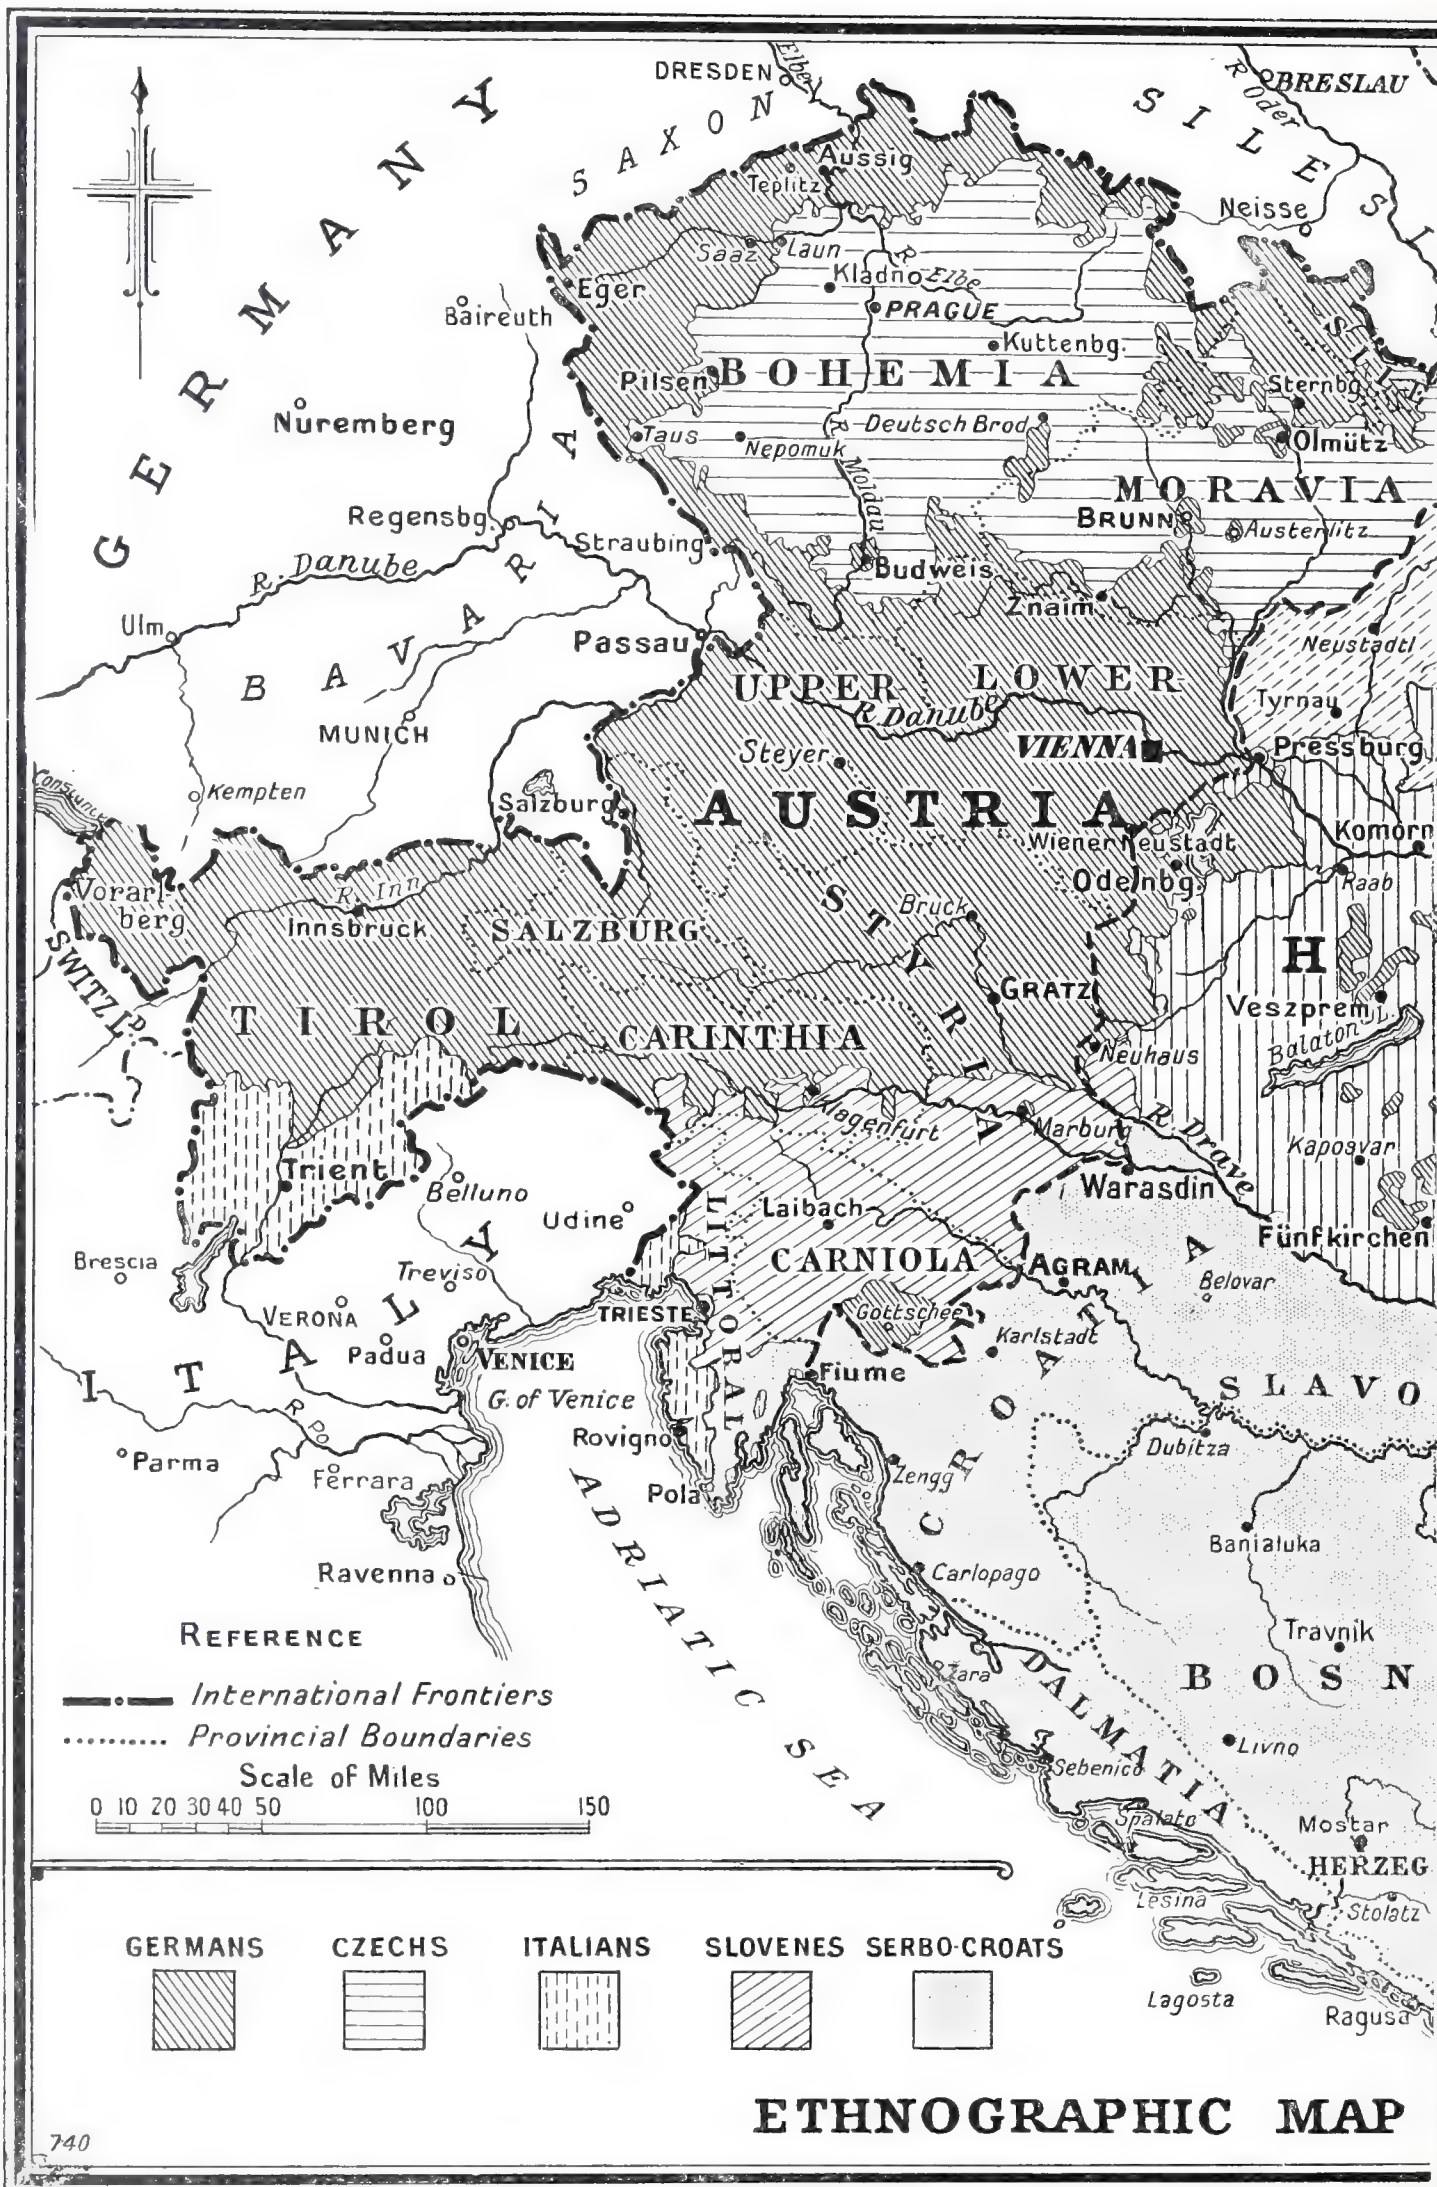 DRESDEN
Elbe
R. Oder
BRESLAU
SILESI
GERMANY
SAXON
Aussig
Teplitz
Neisse
Saaz
Laun
Kladno
R. Elbe
Eger
Baireuth
PRAGUE
Kuttenbg.
SILE
Pilsen
BOHEMIA
Sternbg.
Nüremberg
Taus
Nepomuk
R. Moldau
Deutsch Brod
Olmütz
MORAVIA
Regensbg.
Straubing
BRUNN
Austerlitz
R. Danube
Budweis
Znaim
Ulm
Passau
Neustadtl
BAVARIA
UPPER
LOWER
R. Danube
Tyrnau
MUNICH
Steyer
VIENNA
Pressburg
Constance
Kempten
Salzburg
AUSTRIA
Wiener Neustadt
Komorn
Vorarl-
berg
R. Inn
Innsbruck
Odelnbg.
Raab
Bruck
SALZBURG
STYRIA
H
SWITZLD.
TIROL
CARINTHIA
GRATZ
Veszprem
Neuhaus
Balaton L.
Klagenfurt
Marburg
R. Drave
Kaposvar
Trient
Belluno
Warasdin
Udine
Laibach
Fünfkirchen
LITTORAL
Brescia
Treviso
CARNIOLA
AGRAM
Belovar
VERONA
TRIESTE
Gottschee
Karlstadt
Padua
VENICE
Fiume
ITALY
G. of Venice
SLAVO
R Po
Rovigno
CROATIA
Dubitza
Parma
Ferrara
Pola
Zengg
Banialuka
Ravenna
Carlopago
ADRIATIC SEA
Travnik
Zara
BOSN
DALMATIA
Livno
Sebenico
Spalato
Mostar
HERZEG
Lesina
Stolatz
Lagosta
Ragusa
REFERENCE
International Frontiers
Provincial Boundaries
Scale of Miles
0 10 20 30 40 50 100 150
GERMANS CZECHS ITALIANS SLOVENES SERBO-CROATS
ETHNOGRAPHIC MAP
740